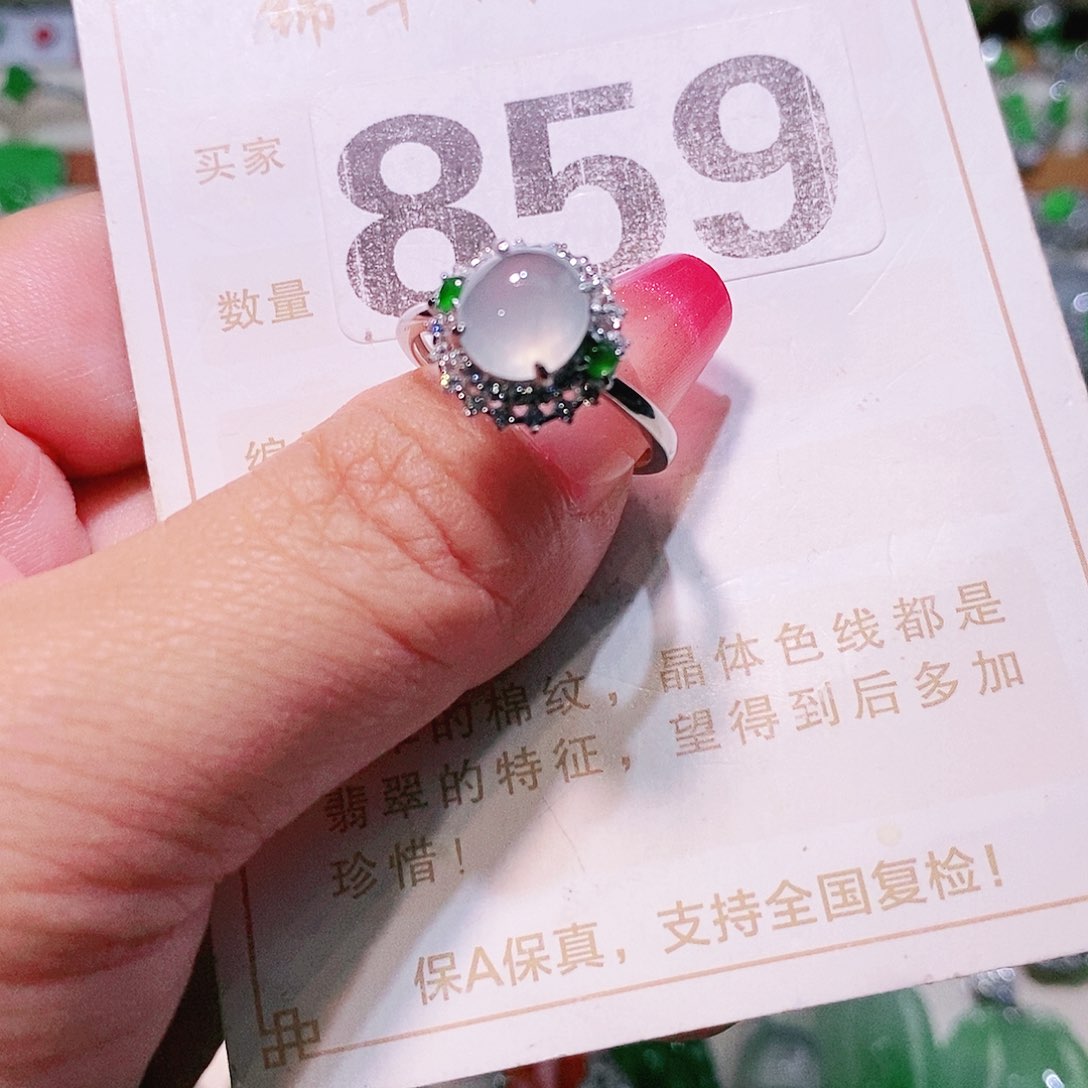 859
买家
数量
编
的棉纹，晶体色线都是
翡翠的特征，望得到后多加
珍惜！
保A保真，支持全国复检！